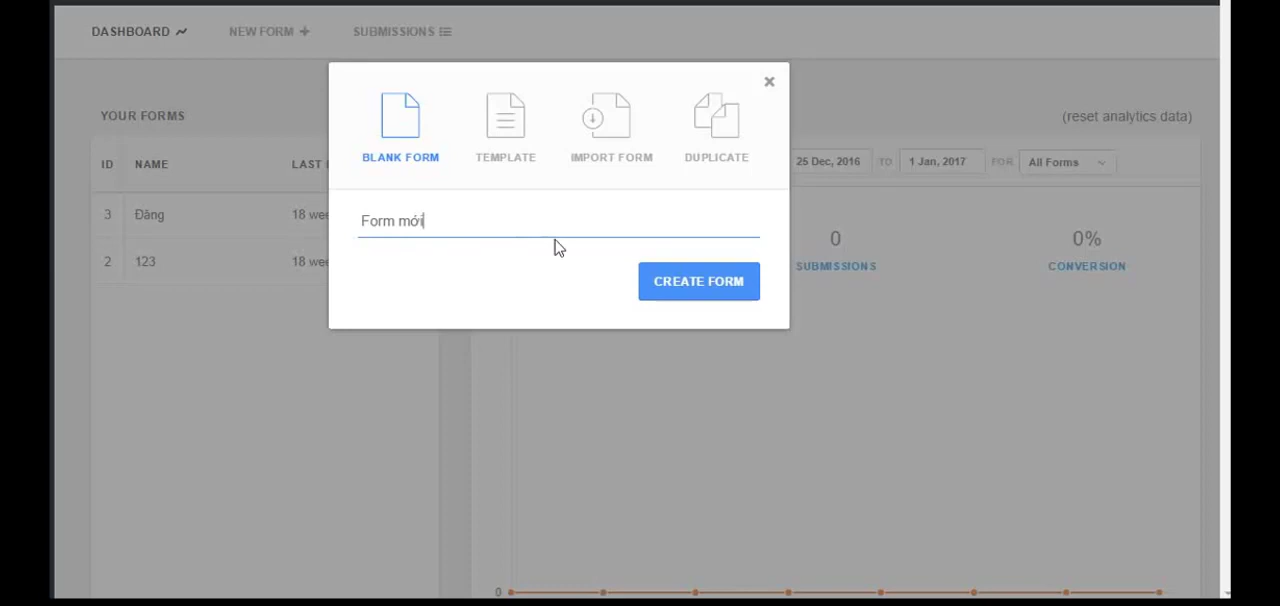 DASHBOARD NEW FORM SUBMISSIONS
BLANK FORM TEMPLATE IMPORT FORM DUPLICATE
YOUR FORMS (reset analytics data)
ID NAME LAST 25 Dec, 2016 TO 1 Jan, 2017 FOR All Forms
3 Đăng 18
Form mới
2 123 18
0 0%
SUBMISSIONS CONVERSION
CREATE FORM
0